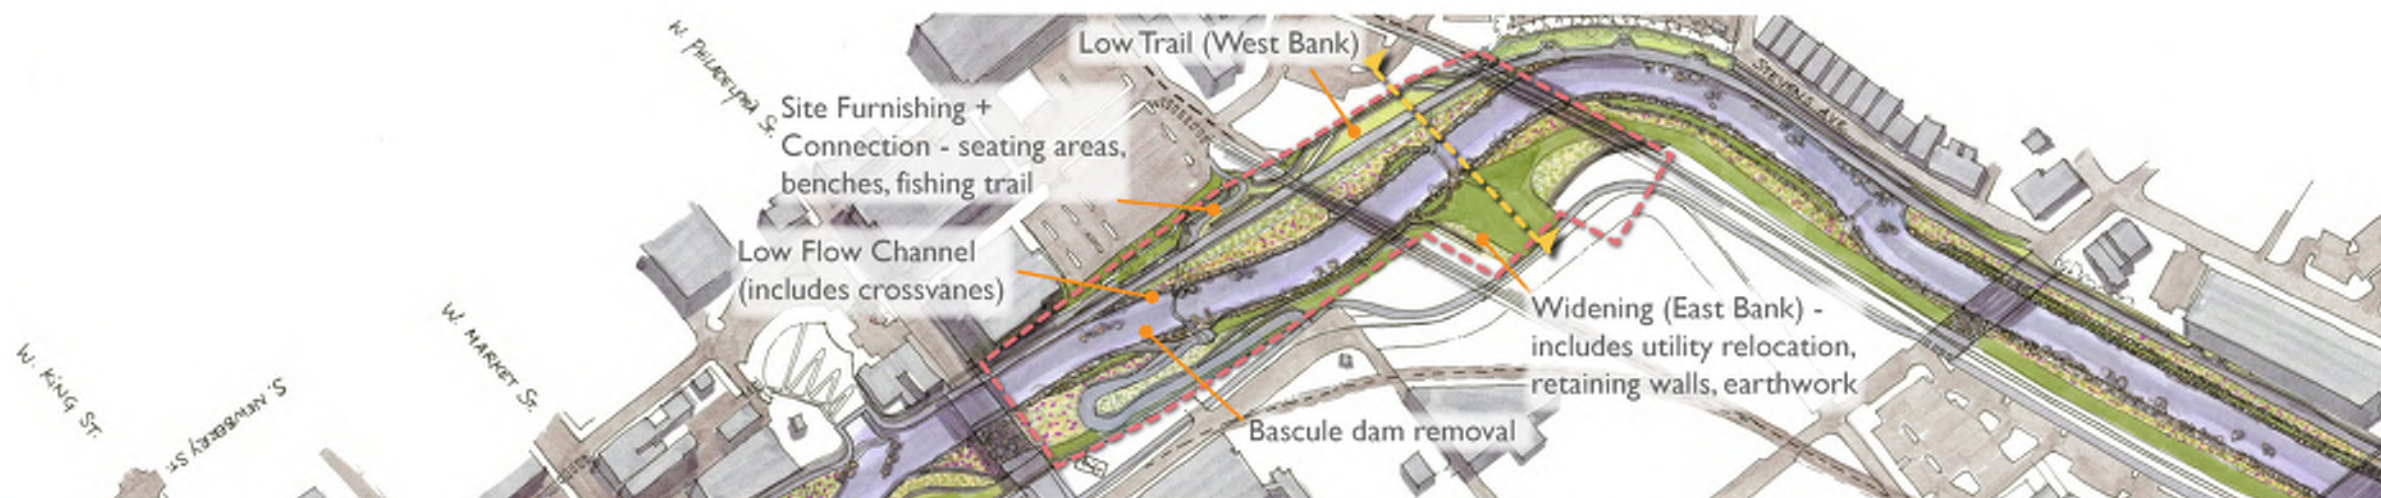 Low Trail (West Bank)
W. PHILADELPHIA St.
STEVENS AVE
Site Furnishing +
Connection - seating areas,
benches, fishing trail
Low Flow Channel
(includes crossvanes)
W. MARKET St.
W. KING ST.
S. NEWBERRY ST
Widening (East Bank) -
includes utility relocation,
retaining walls, earthwork
Bascule dam removal